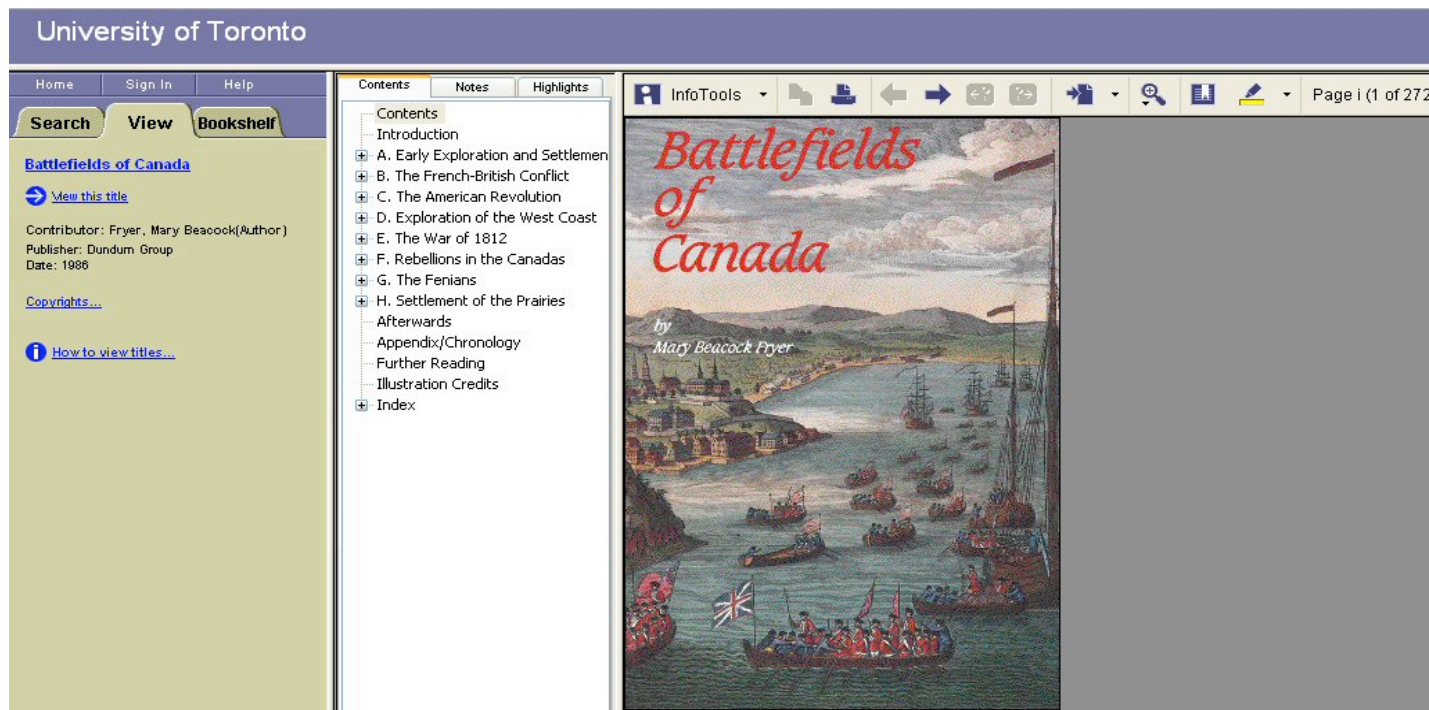 University of Toronto
Home Sign In Help
Search View Bookshelf
Battlefields of Canada
View this title
Contributor: Fryer, Mary Beacock(Author)
Publisher: Dundurn Group
Date: 1986
Copyrights...
How to view titles...
Contents Notes Highlights
Contents
Introduction
A. Early Exploration and Settlemen
B. The French-British Conflict
C. The American Revolution
D. Exploration of the West Coast
E. The War of 1812
F. Rebellions in the Canadas
G. The Fenians
H. Settlement of the Prairies
Afterwards
Appendix/Chronology
Further Reading
Illustration Credits
Index
InfoTools Page i (1 of 272
Battlefields
of
Canada
by
Mary Beacock Fryer